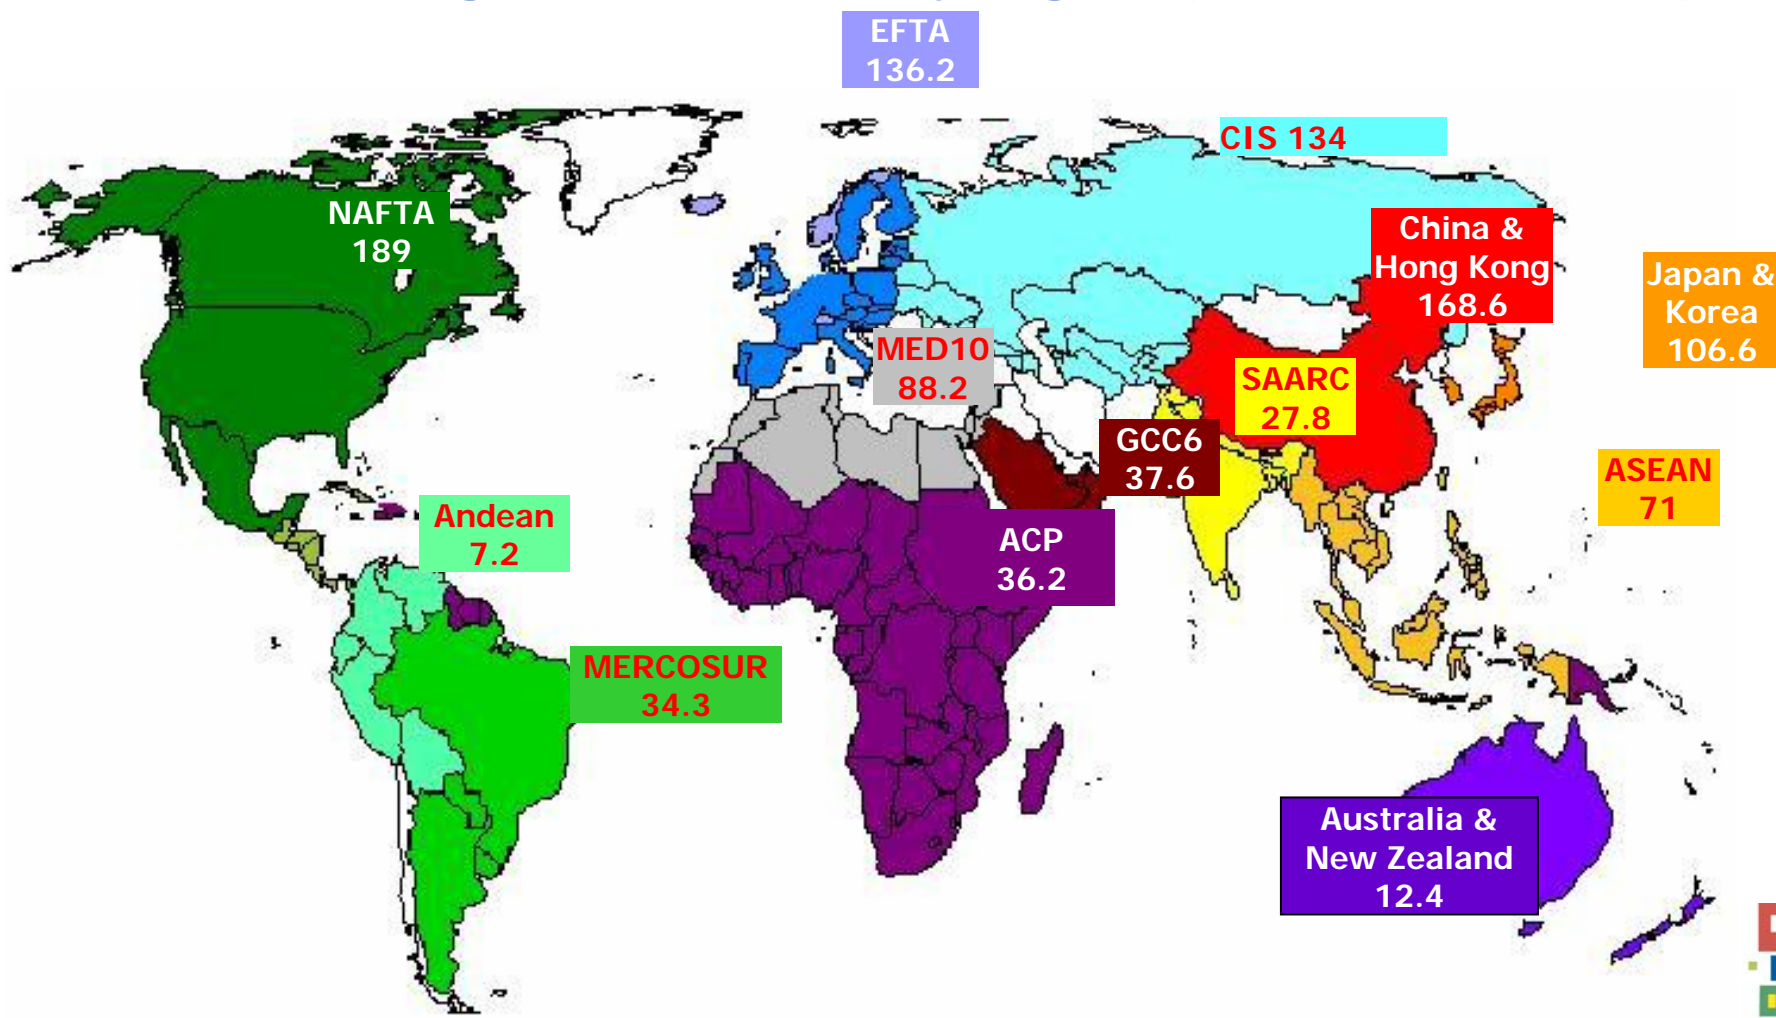 EFTA
136.2
CIS 134
NAFTA
189
China &
Hong Kong
168.6
Japan &
Korea
106.6
MED10
88.2
SAARC
27.8
GCC6
37.6
ASEAN
71
Andean
7.2
ACP
36.2
MERCOSUR
34.3
Australia &
New Zealand
12.4